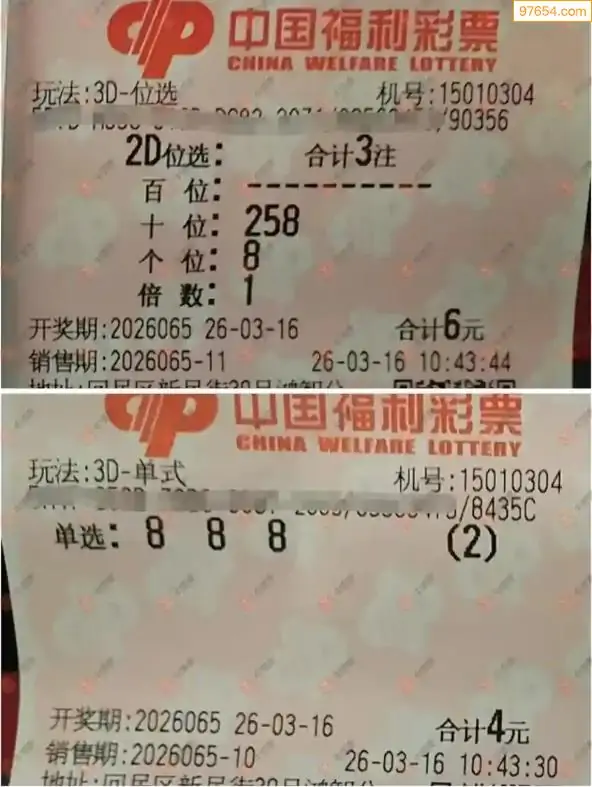 97654.com
中国福利彩票
CHINA WELFARE LOTTERY
玩法:3D-位选 机号:15010304
/90356
2D位选: 合计3注
百 位: -----------
十 位: 258
个 位: 8
倍 数: 1
开奖期:2026065 26-03-16 合计6元
销售期:2026065-11 26-03-16 10:43:44
中国福利彩票
CHINA WELFARE LOTTERY
玩法:3D-单式 机号:15010304
/8435C
单选: 8 8 8 (2)
开奖期:2026065 26-03-16 合计4元
销售期:2026065-10 26-03-16 10:43:30